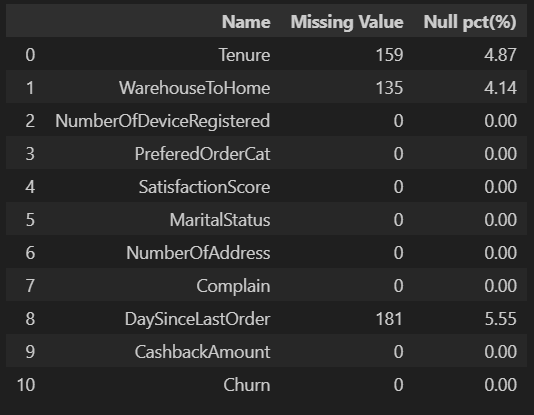 Name Missing Value Null pct(%)
0 Tenure 159 4.87
1 WarehouseToHome 135 4.14
2 NumberOfDeviceRegistered 0 0.00
3 PreferedOrderCat 0 0.00
4 SatisfactionScore 0 0.00
5 MaritalStatus 0 0.00
6 NumberOfAddress 0 0.00
7 Complain 0 0.00
8 DaySinceLastOrder 181 5.55
9 CashbackAmount 0 0.00
10 Churn 0 0.00